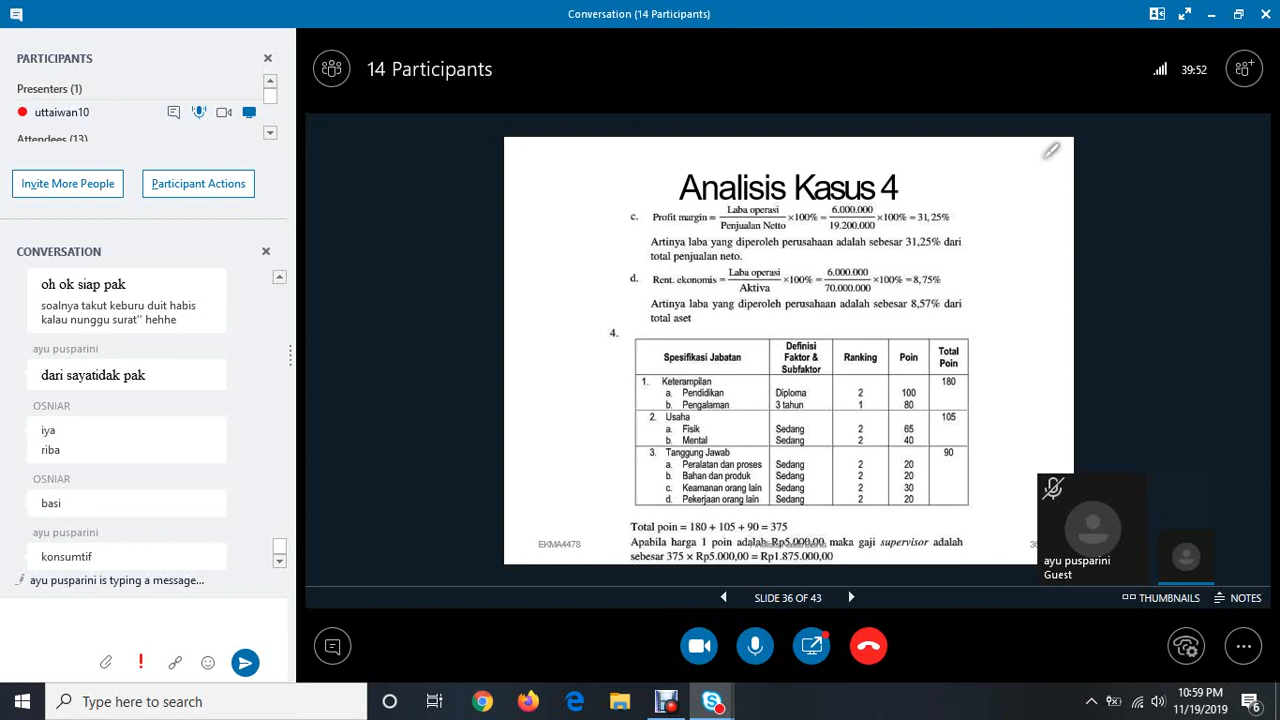 Conversation (14 Participants)
PARTICIPANTS
Presenters (1)
uttaiwan10
Attendees (13)
Invite More People
Participant Actions
CONVERSATION
oh ok siap pak
soalnya takut keburu duit habis
kalau nunggu surat'' hehhe
ayu pusparini
dari sayatidak pak
OSNIAR
iya
riba
OSNIAR
basi
ayu pusparini
konsumtif
ayu pusparini is typing a message...
14 Participants
39:52
Analisis Kasus 4
c. Profit margin = Laba operasi / Penjualan Netto ×100% = 6.000.000 / 19.200.000 ×100% = 31,25%
Artinya laba yang diperoleh perusahaan adalah sebesar 31,25% dari
total penjualan neto.
d. Rent. ekonomis = Laba operasi / Aktiva ×100% = 6.000.000 / 70.000.000 ×100% = 8,75%
Artinya laba yang diperoleh perusahaan adalah sebesar 8,57% dari
total aset
4.
Spesifikasi Jabatan | Definisi Faktor & Subfaktor | Ranking | Poin | Total Poin
1. Keterampilan 180
a. Pendidikan Diploma 2 100
b. Pengalaman 3 tahun 1 80
2. Usaha 105
a. Fisik Sedang 2 65
b. Mental Sedang 2 40
3. Tanggung Jawab 90
a. Peralatan dan proses Sedang 2 20
b. Bahan dan produk Sedang 2 20
c. Keamanan orang lain Sedang 2 30
d. Pekerjaan orang lain Sedang 2 20
Total poin = 180 + 105 + 90 = 375
Apabila harga 1 poin adalah Rp5.000,00 maka gaji supervisor adalah
sebesar 375 × Rp5.000,00 = Rp1.875.000,00
EKMA4478
ayu pusparini
Guest
SLIDE 36 OF 43
THUMBNAILS
NOTES
Type here to search
10:59 PM
11/19/2019
6